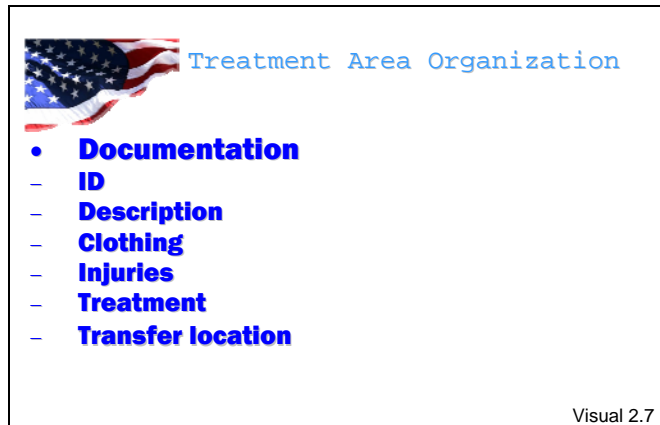 Treatment Area Organization
• Documentation
– ID
– Description
– Clothing
– Injuries
– Treatment
– Transfer location
Visual 2.7